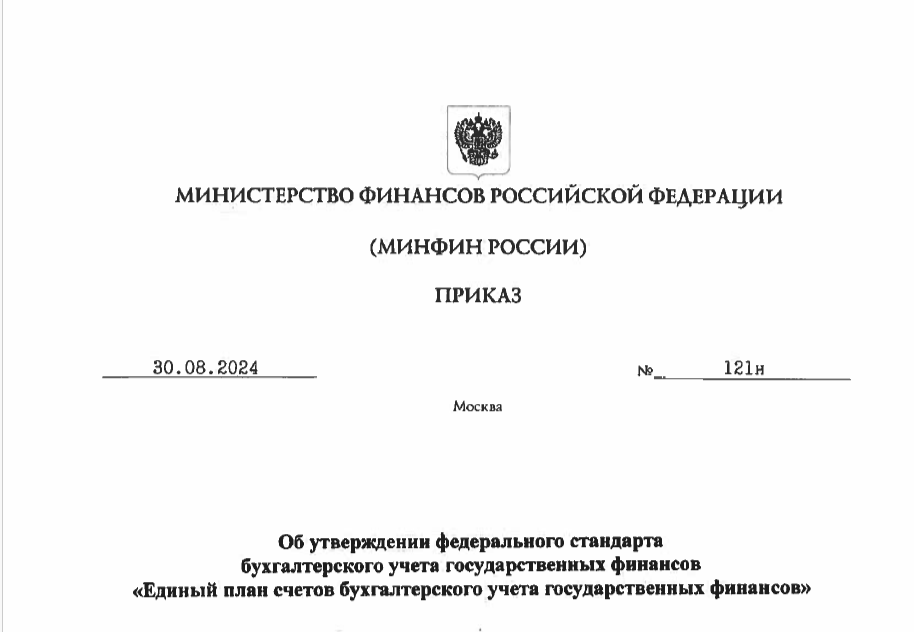 МИНИСТЕРСТВО ФИНАНСОВ РОССИЙСКОЙ ФЕДЕРАЦИИ
(МИНФИН РОССИИ)
ПРИКАЗ
30.08.2024 № 121н
Москва
Об утверждении федерального стандарта
бухгалтерского учета государственных финансов
«Единый план счетов бухгалтерского учета государственных финансов»